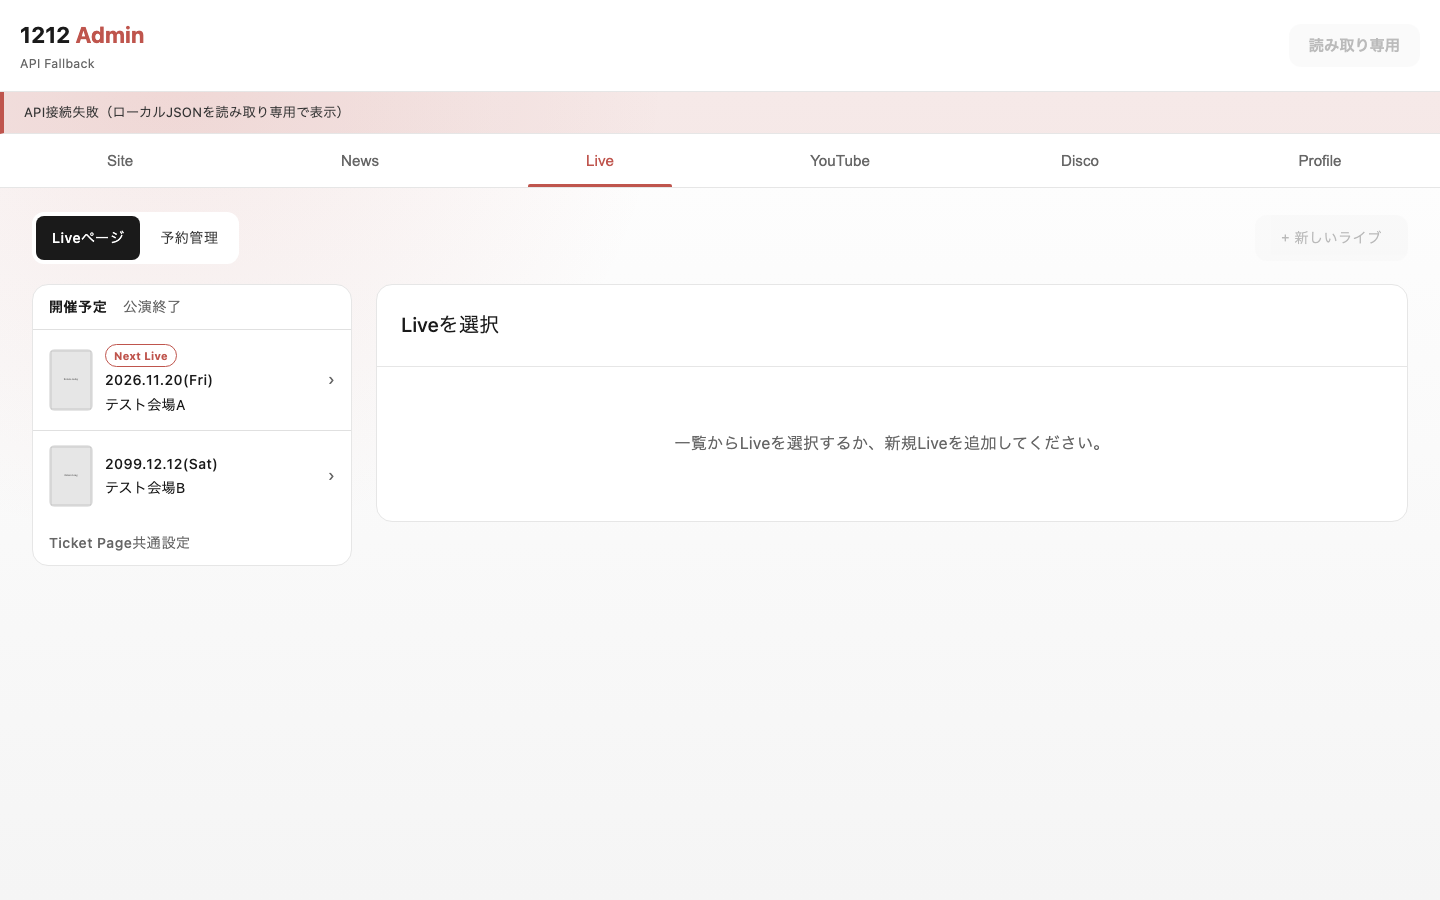 1212 Admin
API Fallback
読み取り専用
API接続失敗（ローカルJSONを読み取り専用で表示）
Site
News
Live
YouTube
Disco
Profile
Liveページ
予約管理
+ 新しいライブ
開催予定
公演終了
Next Live
2026.11.20(Fri)
テスト会場A
2099.12.12(Sat)
テスト会場B
Ticket Page共通設定
Liveを選択
一覧からLiveを選択するか、新規Liveを追加してください。